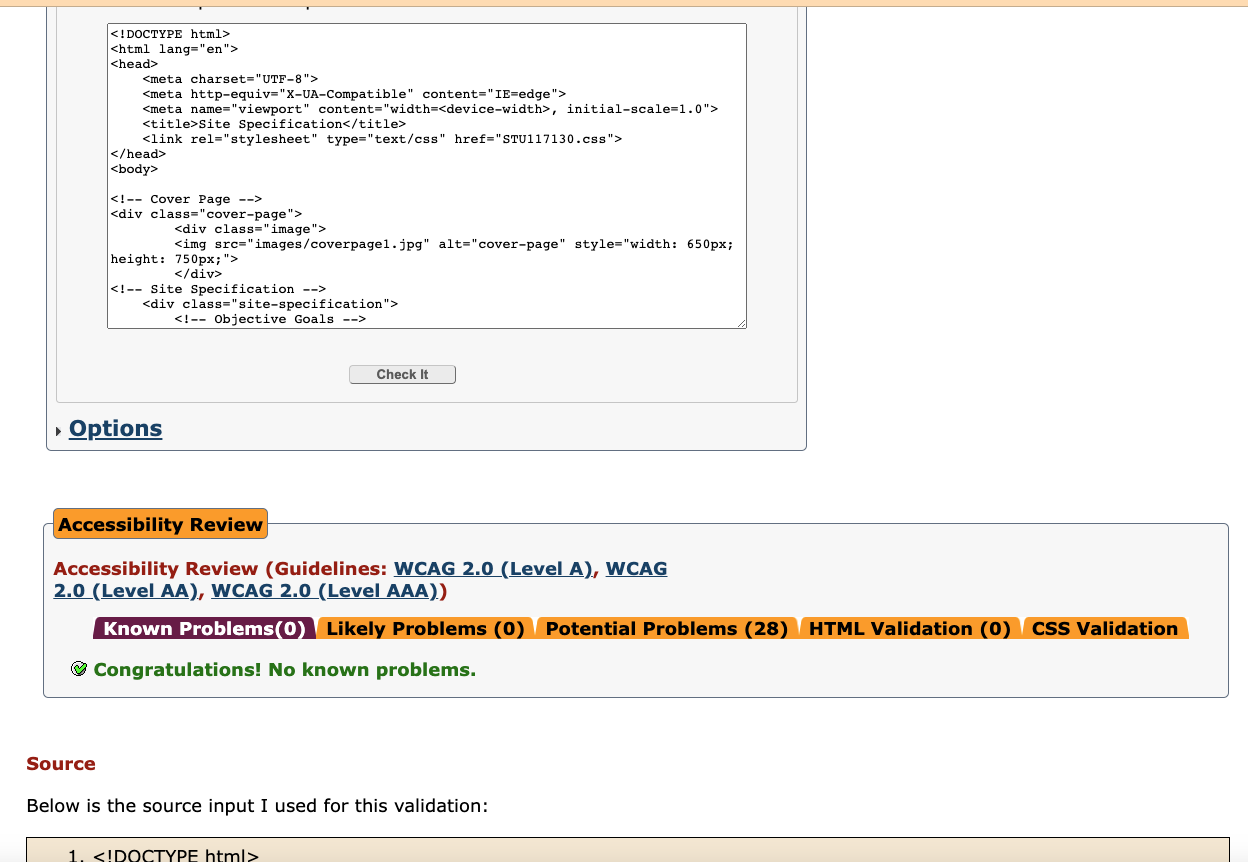 <!DOCTYPE html>
<html lang="en">
<head>
<meta charset="UTF-8">
<meta http-equiv="X-UA-Compatible" content="IE=edge">
<meta name="viewport" content="width=<device-width>, initial-scale=1.0">
<title>Site Specification</title>
<link rel="stylesheet" type="text/css" href="STU117130.css">
</head>
<body>
<!-- Cover Page -->
<div class="cover-page">
<div class="image">
<img src="images/coverpage1.jpg" alt="cover-page" style="width: 650px;
height: 750px;">
</div>
<!-- Site Specification -->
<div class="site-specification">
<!-- Objective Goals -->
Check It
Options
Accessibility Review
Accessibility Review (Guidelines: WCAG 2.0 (Level A), WCAG
2.0 (Level AA), WCAG 2.0 (Level AAA))
Known Problems(0) Likely Problems (0) Potential Problems (28) HTML Validation (0) CSS Validation
Congratulations! No known problems.
Source
Below is the source input I used for this validation:
1. <!DOCTYPE html>